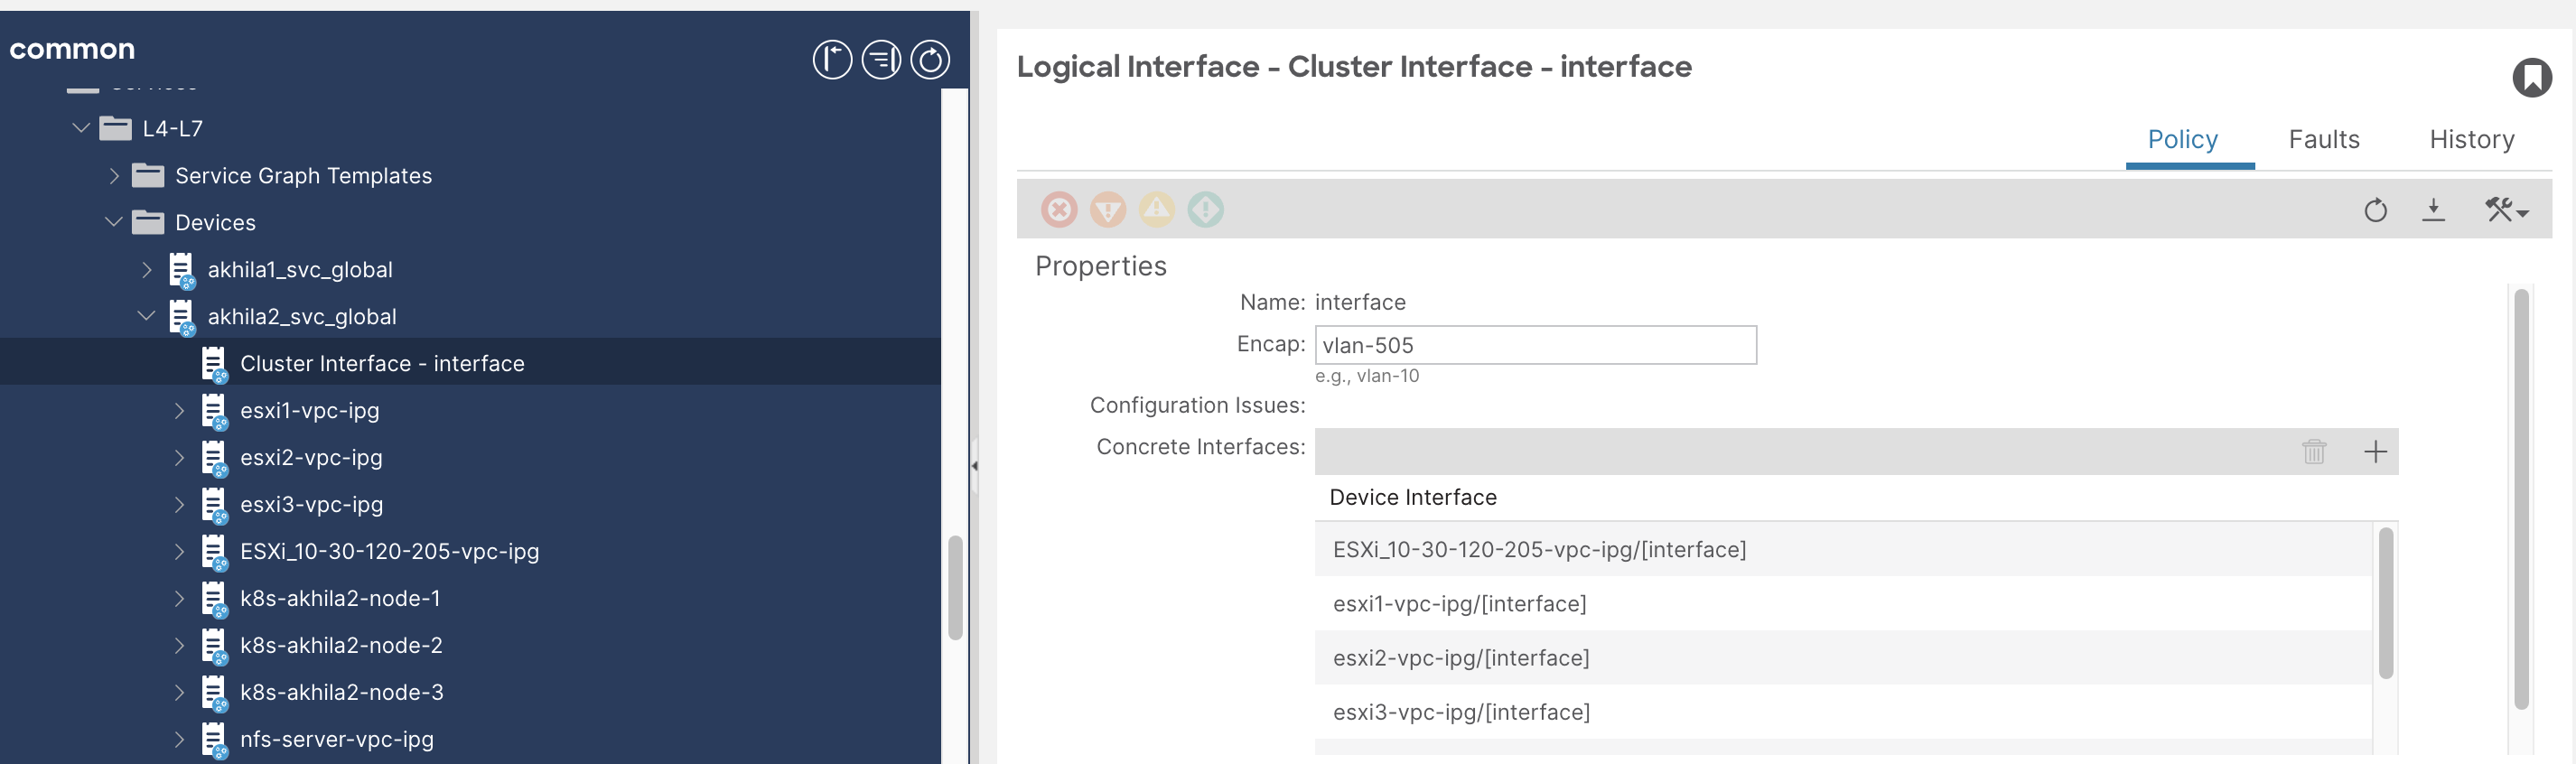 common
L4-L7
Service Graph Templates
Devices
akhila1_svc_global
akhila2_svc_global
Cluster Interface - interface
esxi1-vpc-ipg
esxi2-vpc-ipg
esxi3-vpc-ipg
ESXi_10-30-120-205-vpc-ipg
k8s-akhila2-node-1
k8s-akhila2-node-2
k8s-akhila2-node-3
nfs-server-vpc-ipg
Logical Interface - Cluster Interface - interface
Policy Faults History
Properties
Name: interface
Encap: vlan-505
e.g., vlan-10
Configuration Issues:
Concrete Interfaces:
Device Interface
ESXi_10-30-120-205-vpc-ipg/[interface]
esxi1-vpc-ipg/[interface]
esxi2-vpc-ipg/[interface]
esxi3-vpc-ipg/[interface]